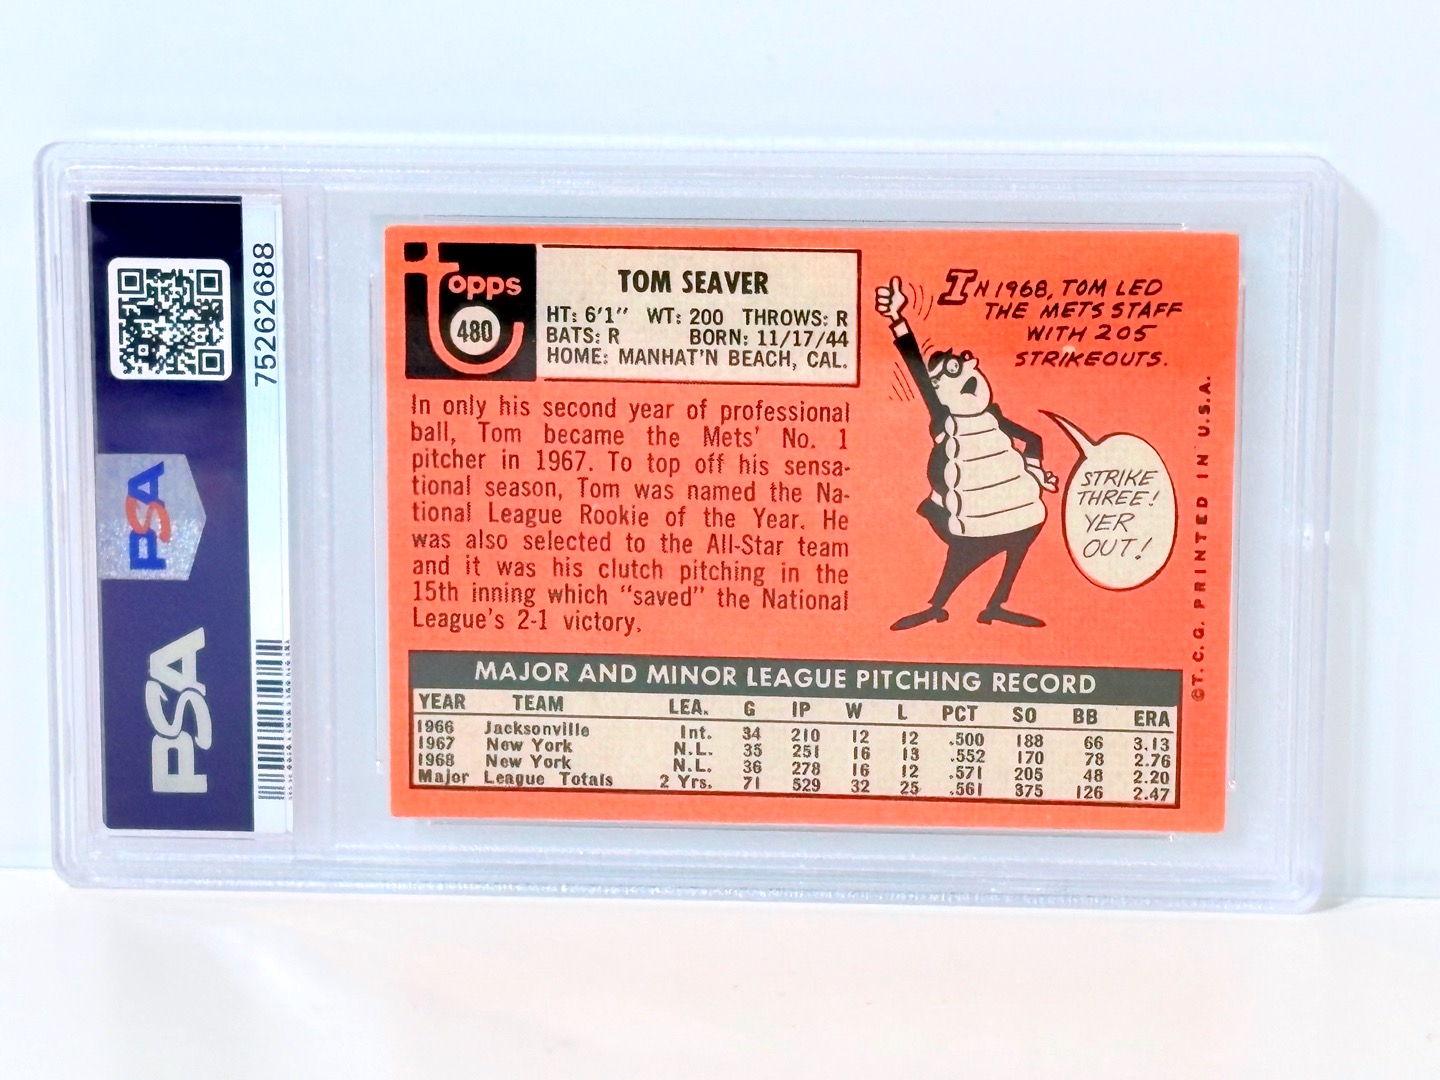 75262688
PSA
PSA
topps
480
TOM SEAVER
HT: 6'1" WT: 200 THROWS: R
BATS: R BORN: 11/17/44
HOME: MANHAT'N BEACH, CAL.
In only his second year of professional
ball, Tom became the Mets' No. 1
pitcher in 1967. To top off his sensa-
tional season, Tom was named the Na-
tional League Rookie of the Year. He
was also selected to the All-Star team
and it was his clutch pitching in the
15th inning which "saved" the National
League's 2-1 victory.
IN 1968, TOM LED
THE METS STAFF
WITH 205
STRIKEOUTS.
STRIKE
THREE!
YER
OUT!
©T.C.G. PRINTED IN U.S.A.
MAJOR AND MINOR LEAGUE PITCHING RECORD
YEAR TEAM LEA. G IP W L PCT SO BB ERA
1966 Jacksonville Int. 34 210 12 12 .500 188 66 3.13
1967 New York N.L. 35 251 16 13 .552 170 78 2.76
1968 New York N.L. 36 278 16 12 .571 205 48 2.20
Major League Totals 2 Yrs. 71 529 32 25 .561 375 126 2.47